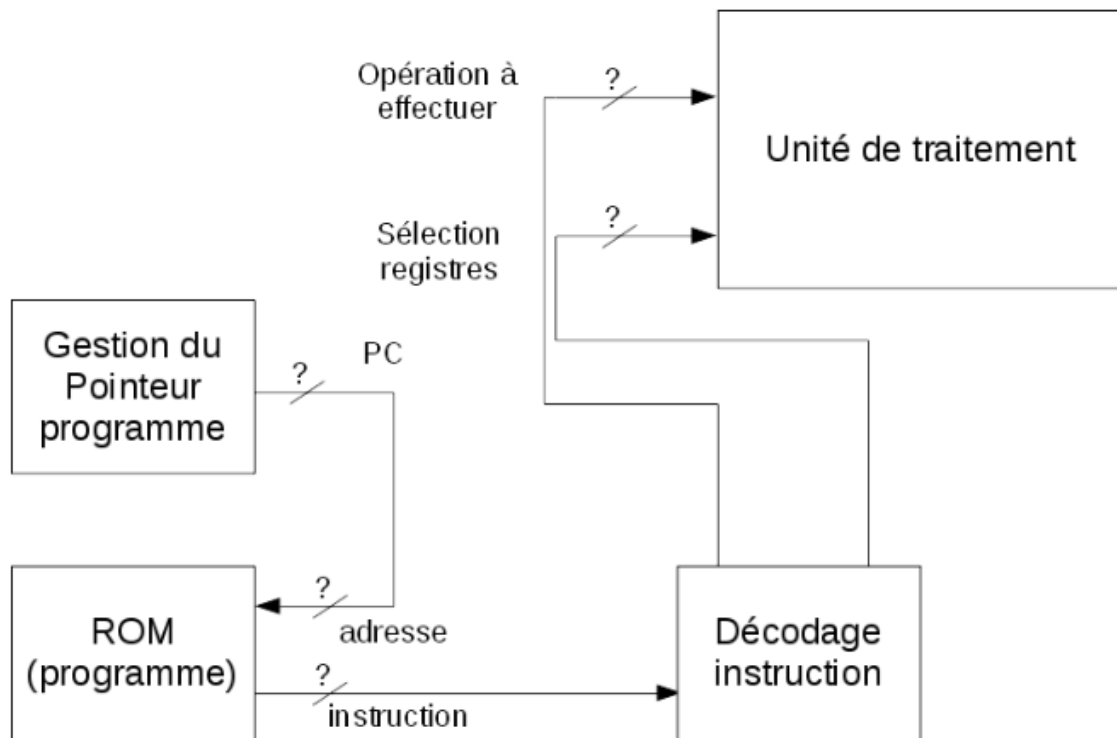 Opération à
effectuer
?
Unité de traitement
Sélection
registres
?
Gestion du
Pointeur
programme
?
PC
ROM
(programme)
?
adresse
?
instruction
Décodage
instruction